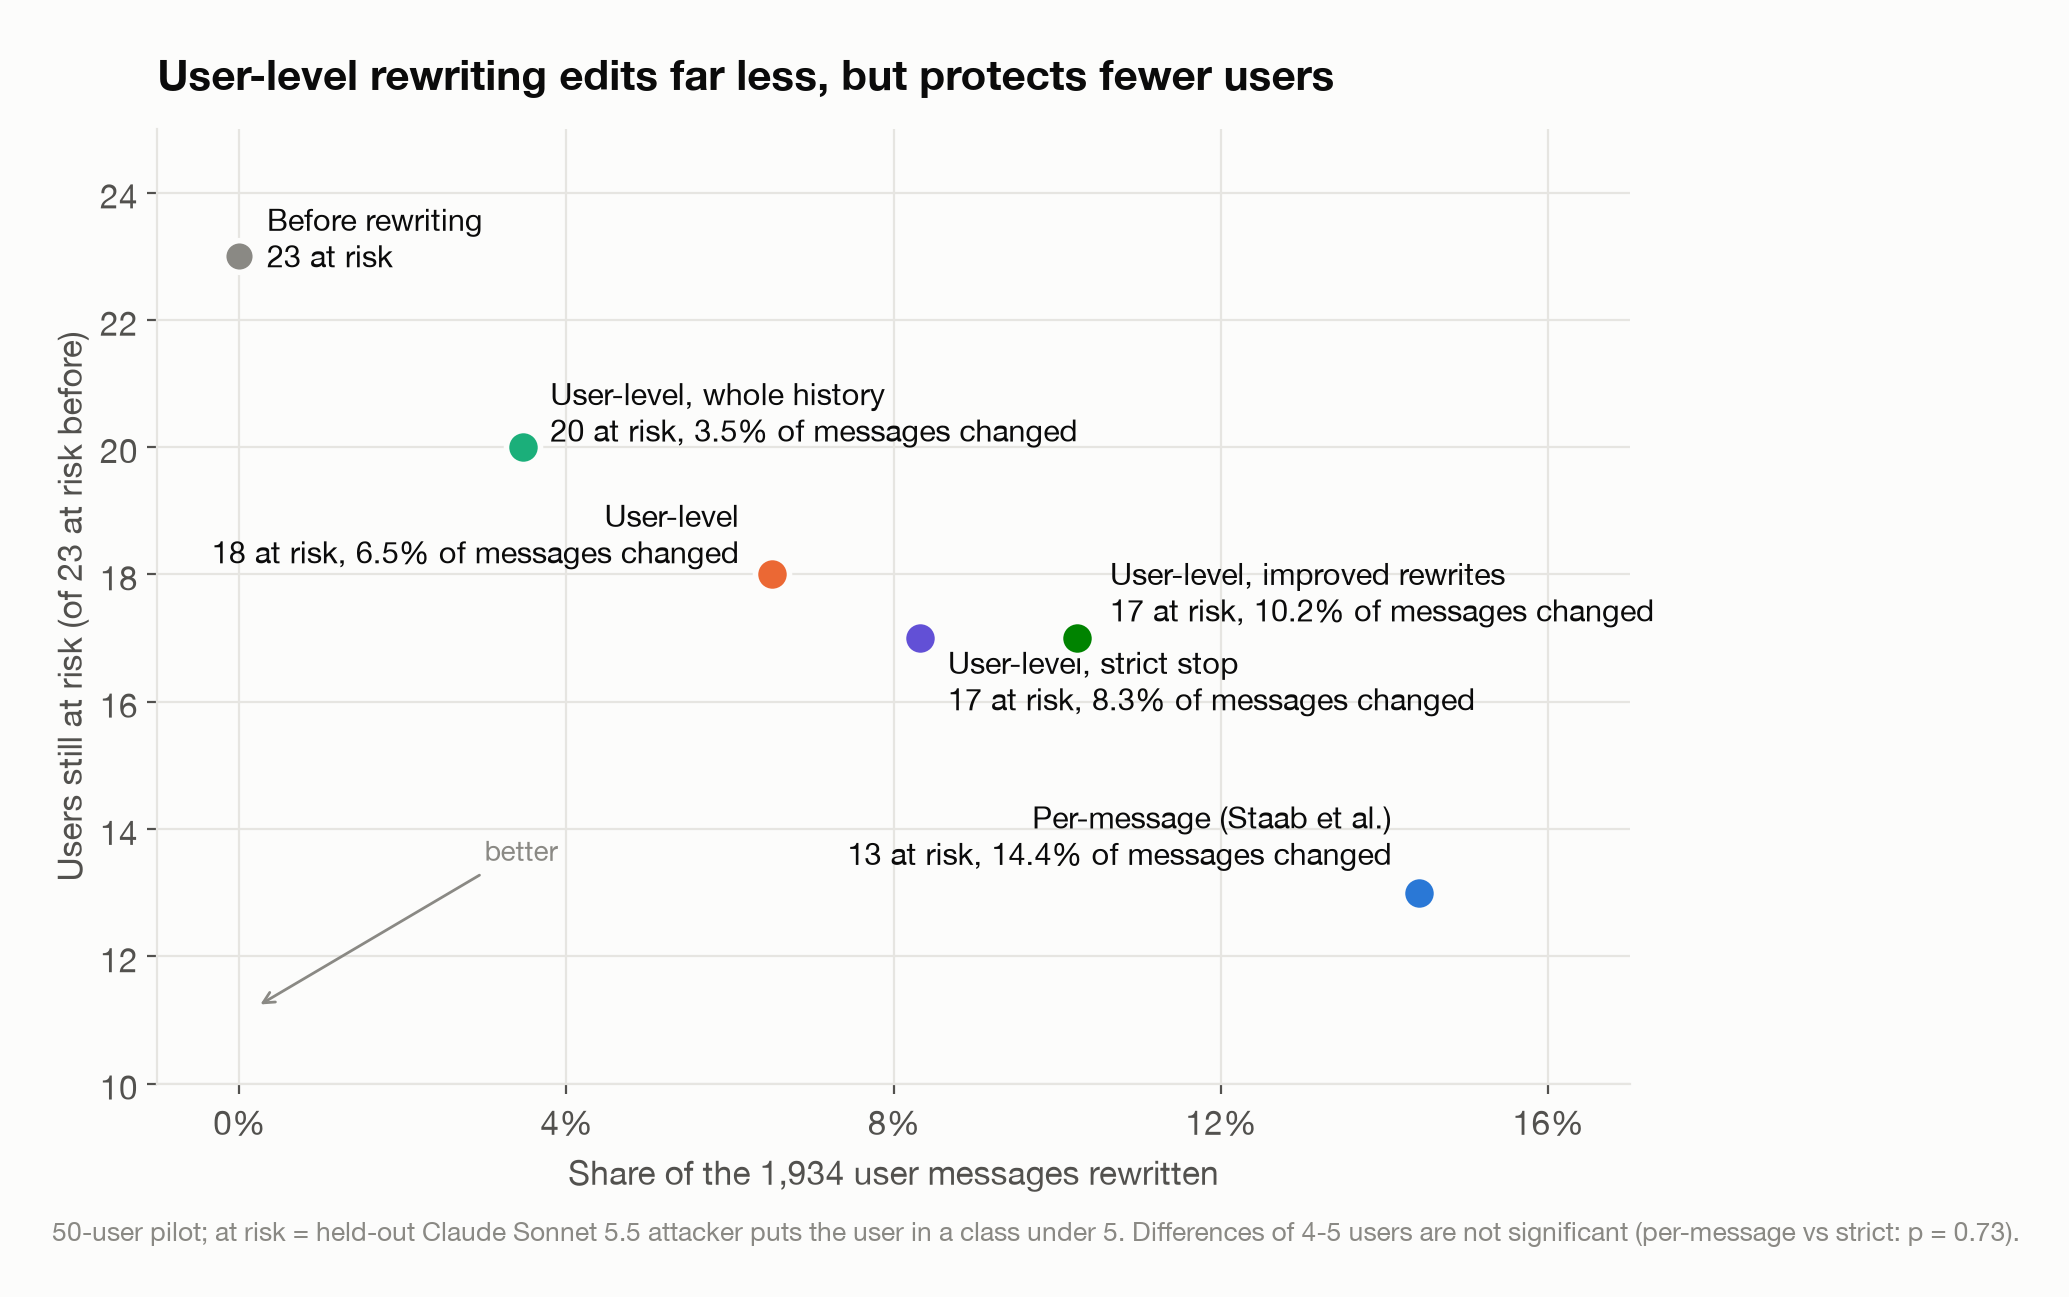 User-level rewriting edits far less, but protects fewer users
Users still at risk (of 23 at risk before)
24
22
20
18
16
14
12
10
Before rewriting
23 at risk
User-level, whole history
20 at risk, 3.5% of messages changed
User-level
18 at risk, 6.5% of messages changed
User-level, improved rewrites
17 at risk, 10.2% of messages changed
User-level, strict stop
17 at risk, 8.3% of messages changed
Per-message (Staab et al.)
13 at risk, 14.4% of messages changed
better
0%
4%
8%
12%
16%
Share of the 1,934 user messages rewritten
50-user pilot; at risk = held-out Claude Sonnet 5.5 attacker puts the user in a class under 5. Differences of 4-5 users are not significant (per-message vs strict: p = 0.73).